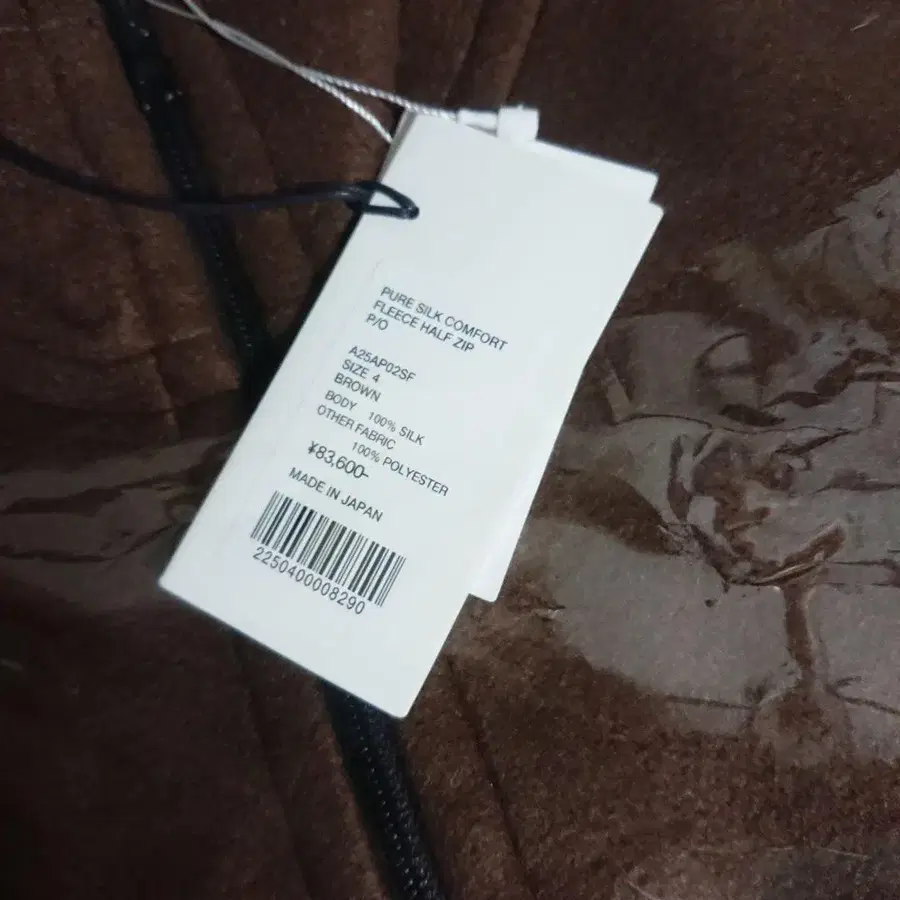 PURE SILK COMFORT
FLEECE HALF ZIP
P/O
A25AP02SF
SIZE 4
BROWN
BODY 100% SILK
OTHER FABRIC
100% POLYESTER
¥83,600-
MADE IN JAPAN
2250400008290